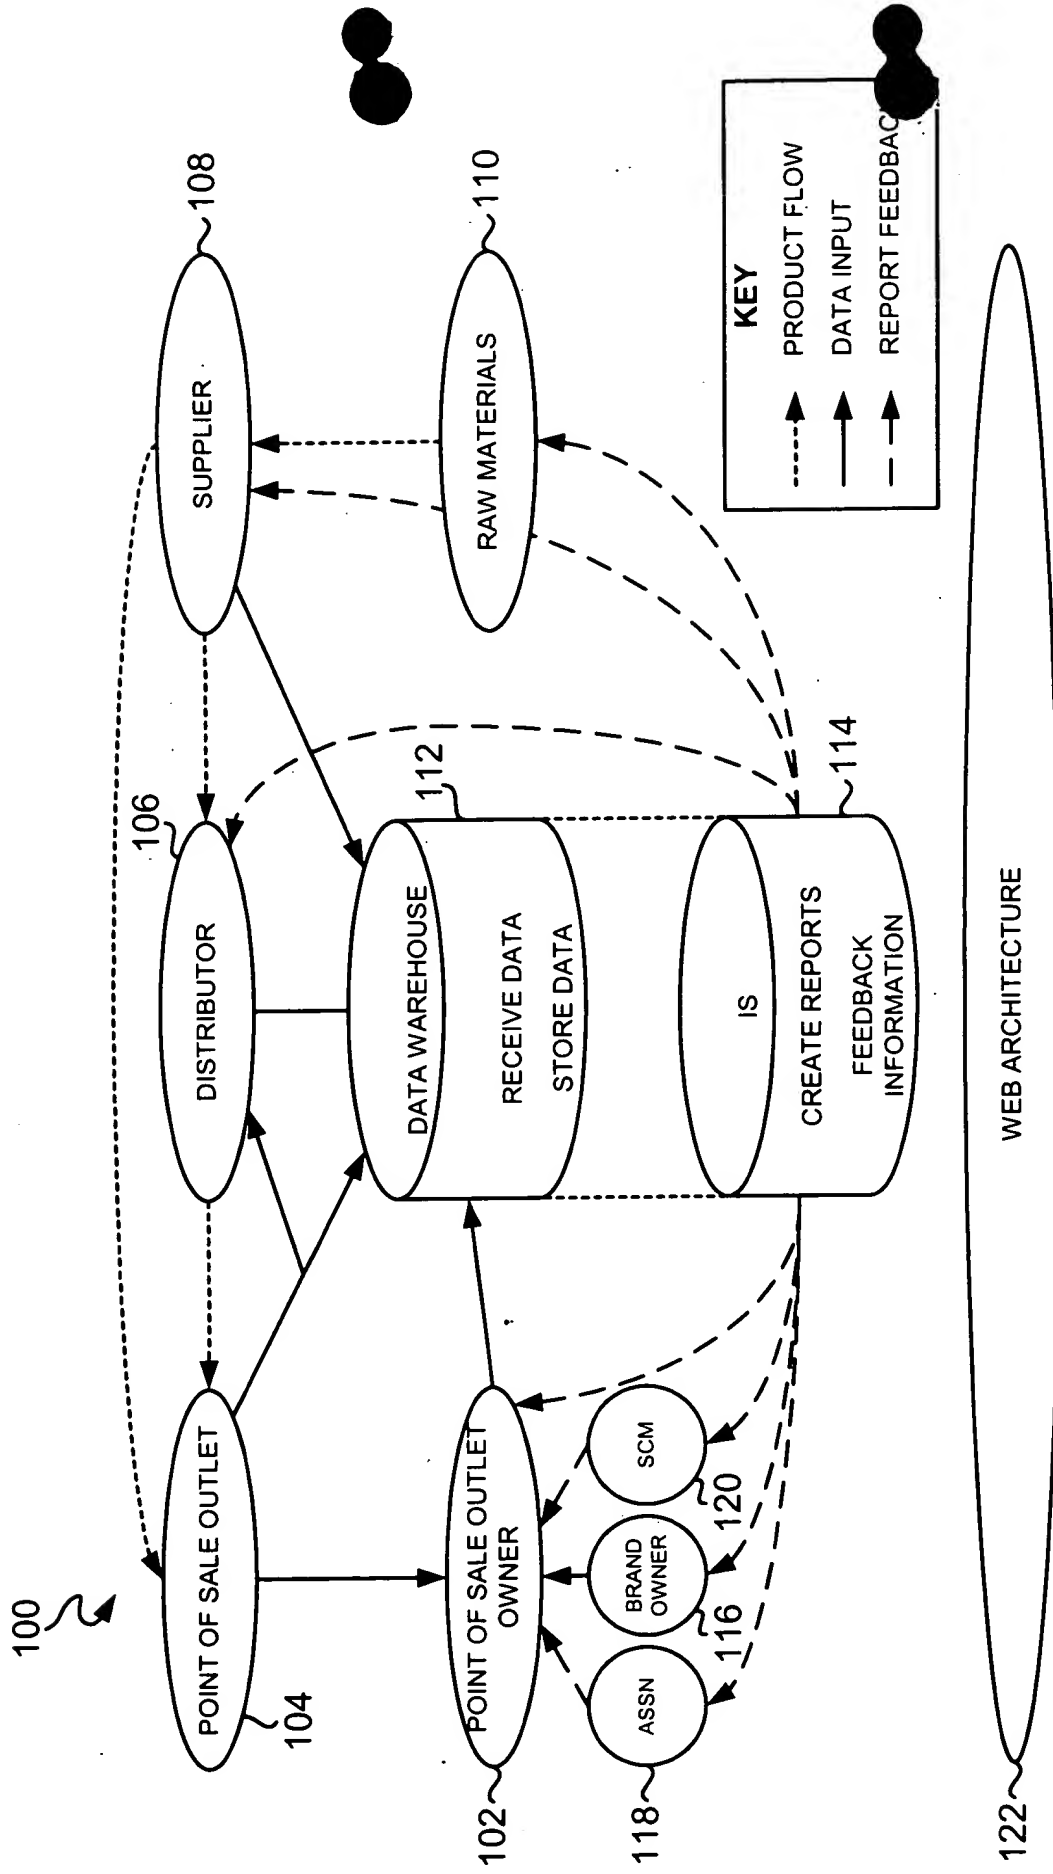 100
POINT OF SALE OUTLET
104
DISTRIBUTOR
106
SUPPLIER
108
POINT OF SALE OUTLET
OWNER
102
DATA WAREHOUSE
RECEIVE DATA
STORE DATA
112
RAW MATERIALS
110
ASSN
118
BRAND
OWNER
116
SCM
120
IS
CREATE REPORTS
FEEDBACK
INFORMATION
114
KEY
PRODUCT FLOW
DATA INPUT
REPORT FEEDBAC
WEB ARCHITECTURE
122